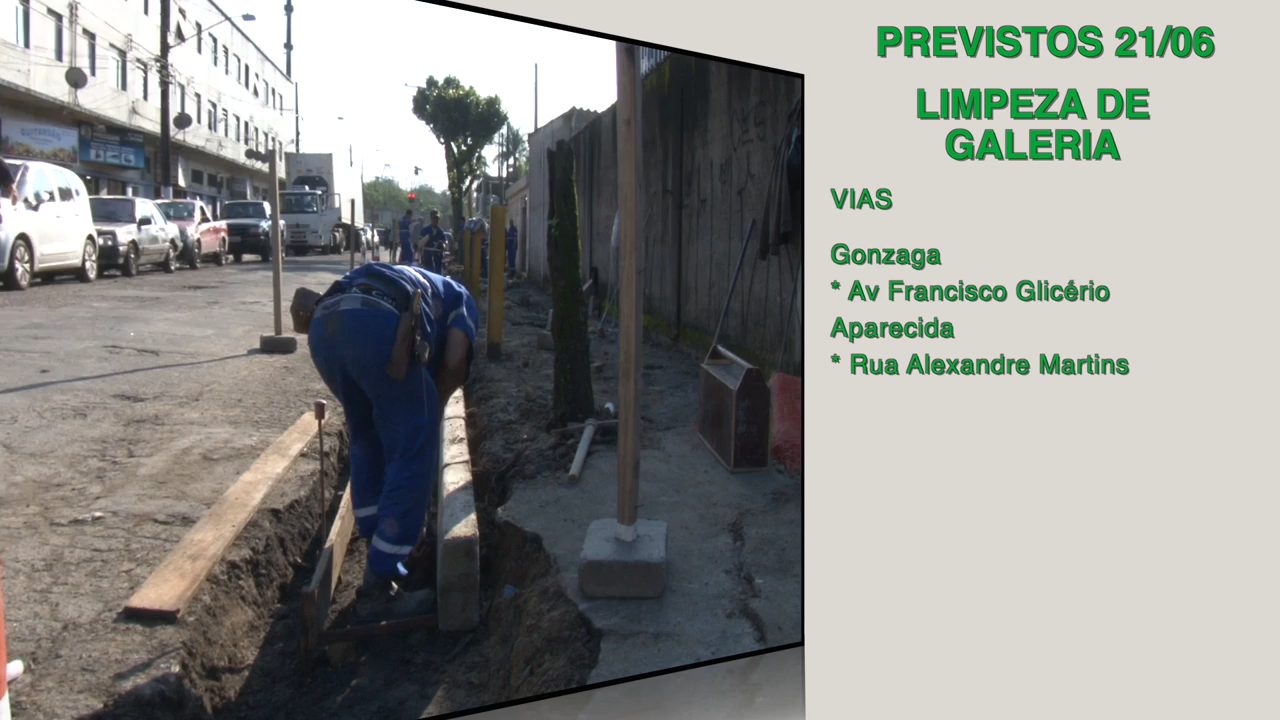 PREVISTOS 21/06
LIMPEZA DE
GALERIA
VIAS
Gonzaga
* Av Francisco Glicério
Aparecida
* Rua Alexandre Martins